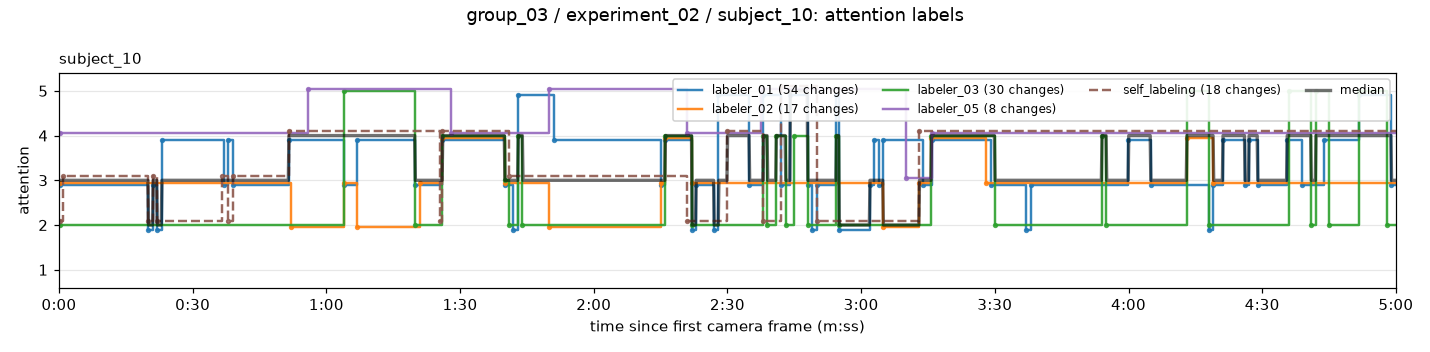 group_03 / experiment_02 / subject_10: attention labels
subject_10
labeler_01 (54 changes)
labeler_02 (17 changes)
labeler_03 (30 changes)
labeler_05 (8 changes)
self_labeling (18 changes)
median
attention
5
4
3
2
1
0:00 0:30 1:00 1:30 2:00 2:30 3:00 3:30 4:00 4:30 5:00
time since first camera frame (m:ss)